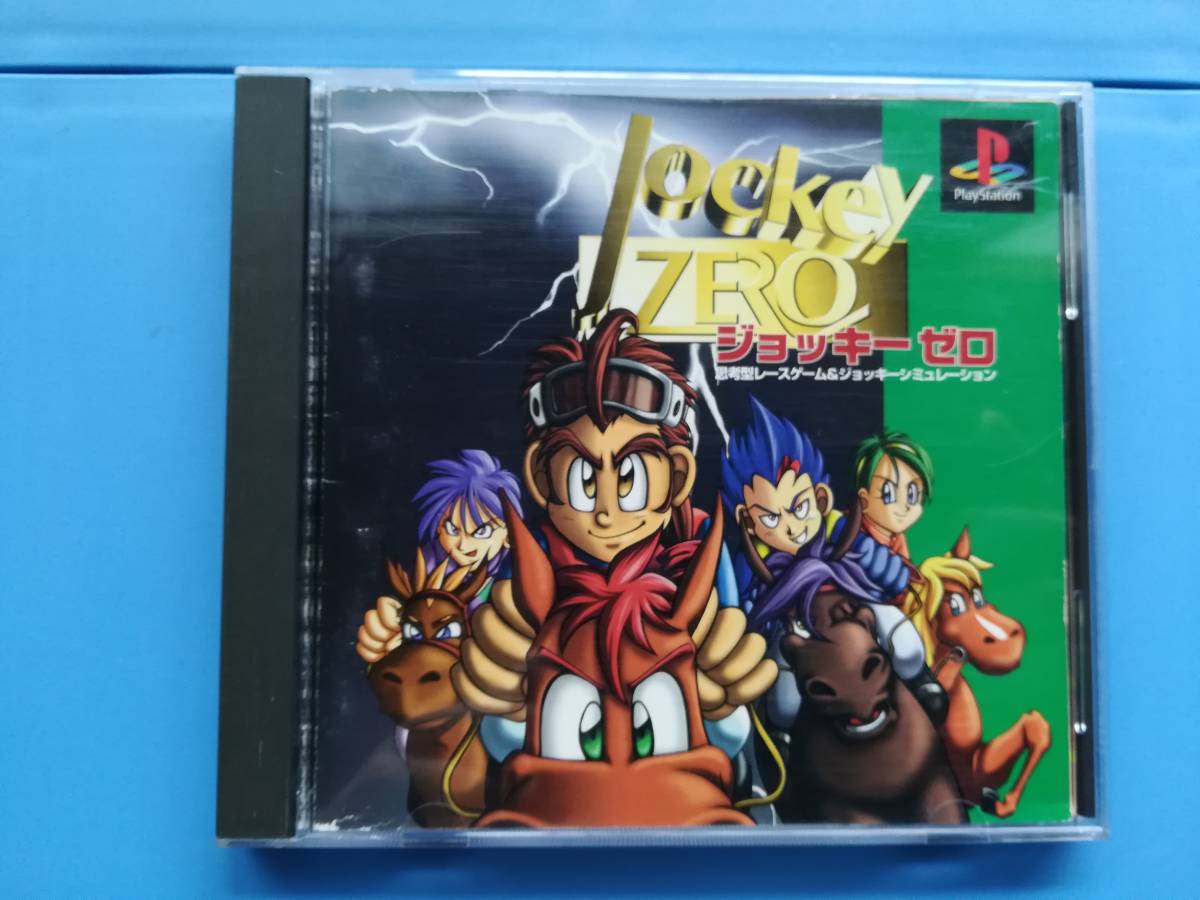 Jockey
ZERO
ジョッキー ゼロ
思考型レースゲーム&ジョッキーシミュレーション
PlayStation